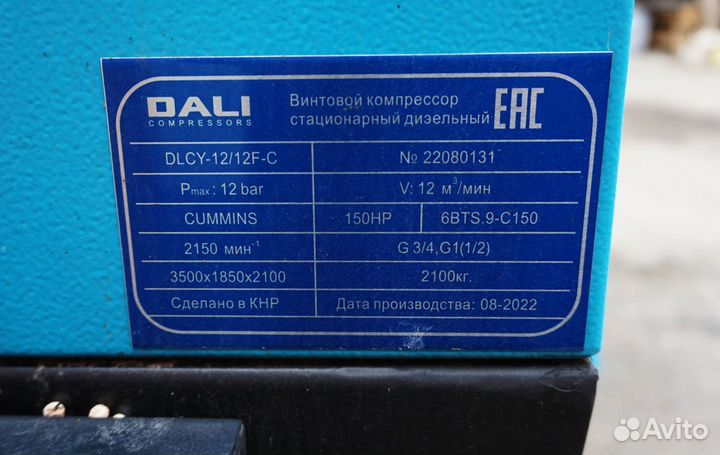 DALI
COMPRESSORS
Винтовой компрессор
стационарный дизельный
EAC
DLCY-12/12F-C
№ 22080131
Pmax: 12 bar
V: 12 м³/мин
CUMMINS
150HP
6BTS.9-C150
2150 мин⁻¹
G 3/4,G1(1/2)
3500x1850x2100
2100кг.
Сделано в КНР
Дата производства: 08-2022
Avito